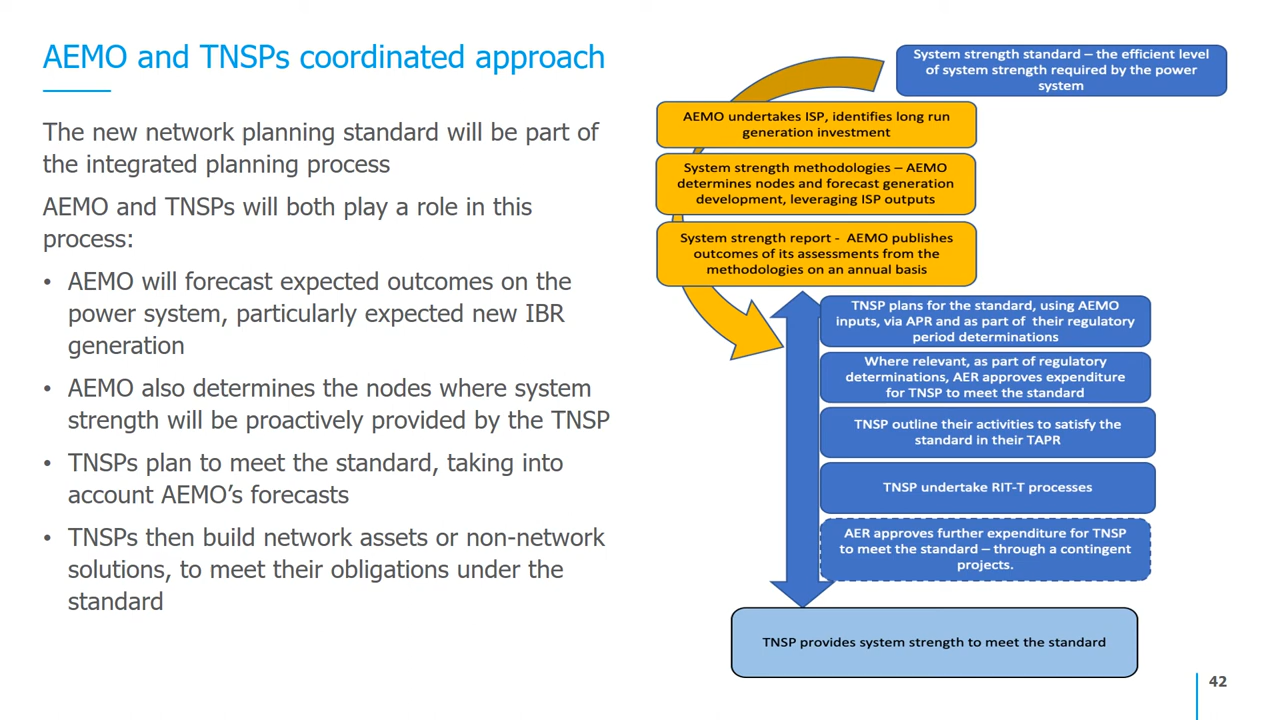 AEMO and TNSPs coordinated approach
The new network planning standard will be part of
the integrated planning process
AEMO and TNSPs will both play a role in this
process:
• AEMO will forecast expected outcomes on the
power system, particularly expected new IBR
generation
• AEMO also determines the nodes where system
strength will be proactively provided by the TNSP
• TNSPs plan to meet the standard, taking into
account AEMO’s forecasts
• TNSPs then build network assets or non-network
solutions, to meet their obligations under the
standard
System strength standard – the efficient level
of system strength required by the power
system
AEMO undertakes ISP, identifies long run
generation investment
System strength methodologies – AEMO
determines nodes and forecast generation
development, leveraging ISP outputs
System strength report - AEMO publishes
outcomes of its assessments from the
methodologies on an annual basis
TNSP plans for the standard, using AEMO
inputs, via APR and as part of their regulatory
period determinations
Where relevant, as part of regulatory
determinations, AER approves expenditure
for TNSP to meet the standard
TNSP outline their activities to satisfy the
standard in their TAPR
TNSP undertake RIT-T processes
AER approves further expenditure for TNSP
to meet the standard – through a contingent
projects.
TNSP provides system strength to meet the standard
42